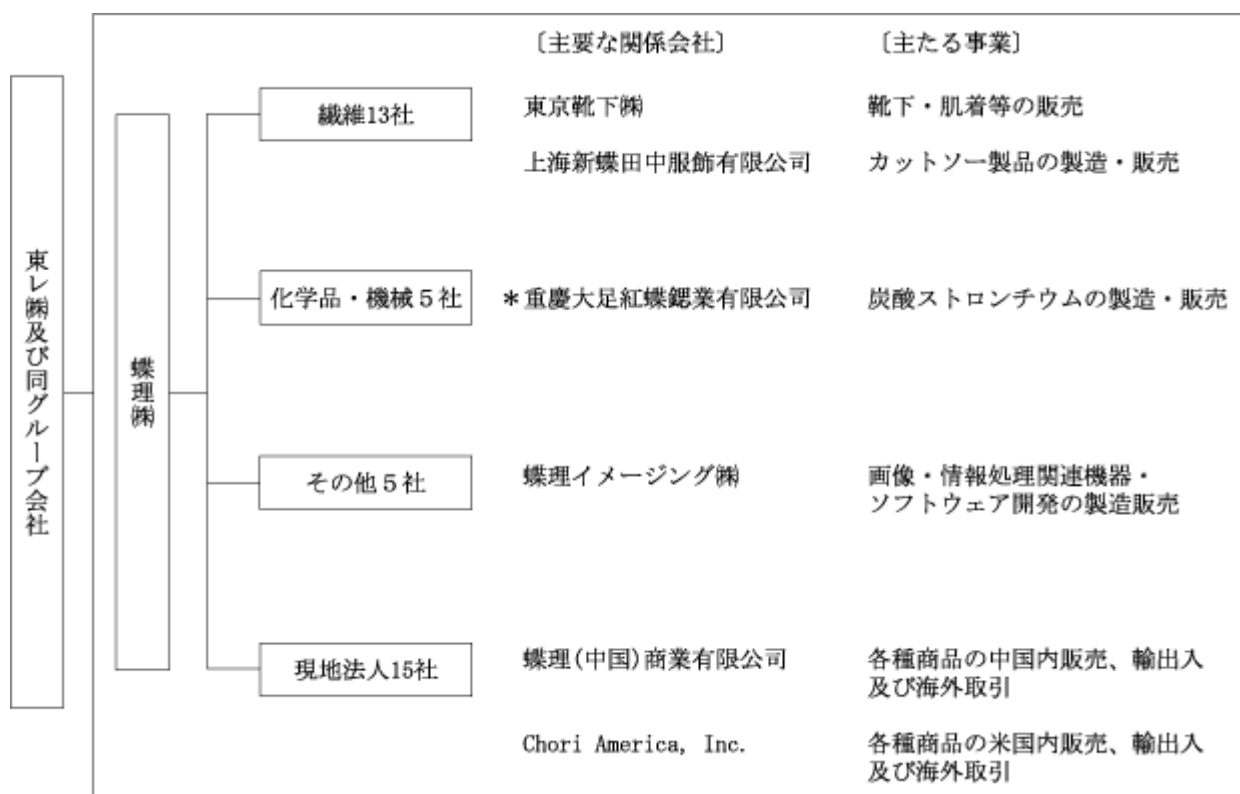 〔主要な関係会社〕 〔主たる事業〕
東レ㈱及び同グループ会社
蝶理㈱
繊維13社 東京靴下㈱ 靴下・肌着等の販売
上海新蝶田中服飾有限公司 カットソー製品の製造・販売
化学品・機械5社 *重慶大足紅蝶鍶業有限公司 炭酸ストロンチウムの製造・販売
その他5社 蝶理イメージング㈱ 画像・情報処理関連機器・
ソフトウェア開発の製造販売
現地法人15社 蝶理(中国)商業有限公司 各種商品の中国内販売、輸出入
及び海外取引
Chori America, Inc. 各種商品の米国内販売、輸出入
及び海外取引